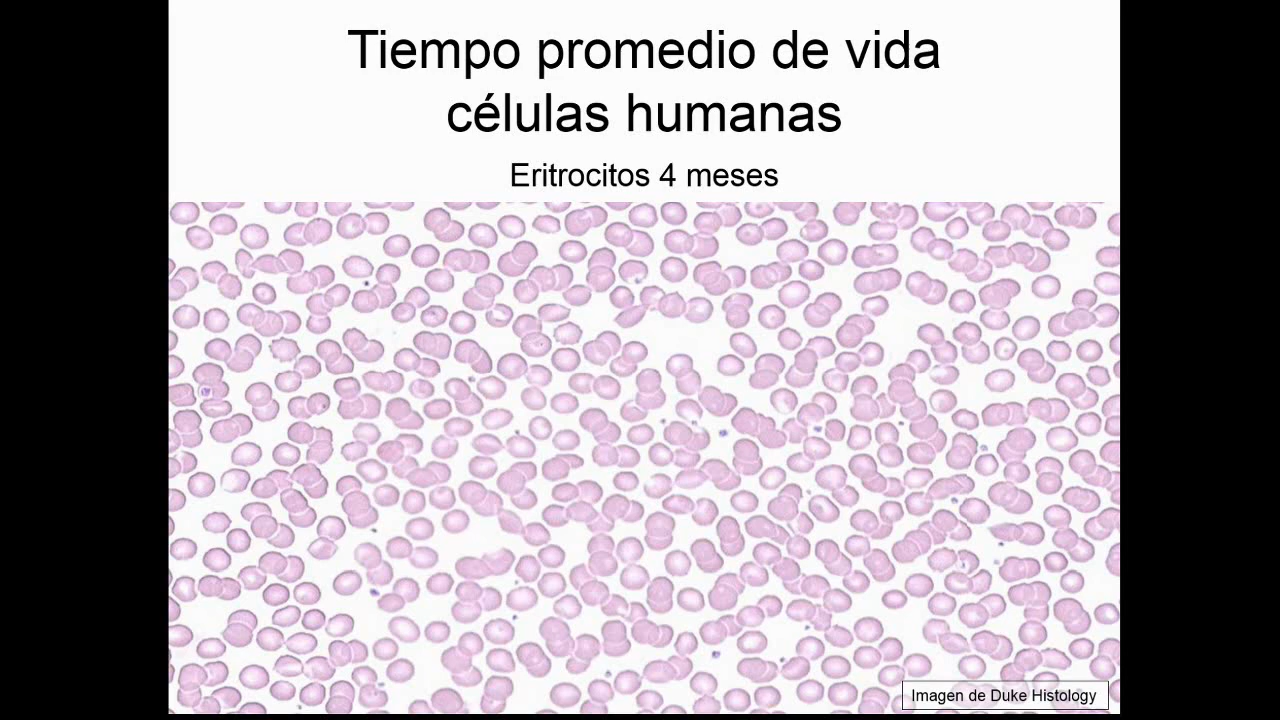 Tiempo promedio de vida
células humanas
Eritrocitos 4 meses
Imagen de Duke Histology